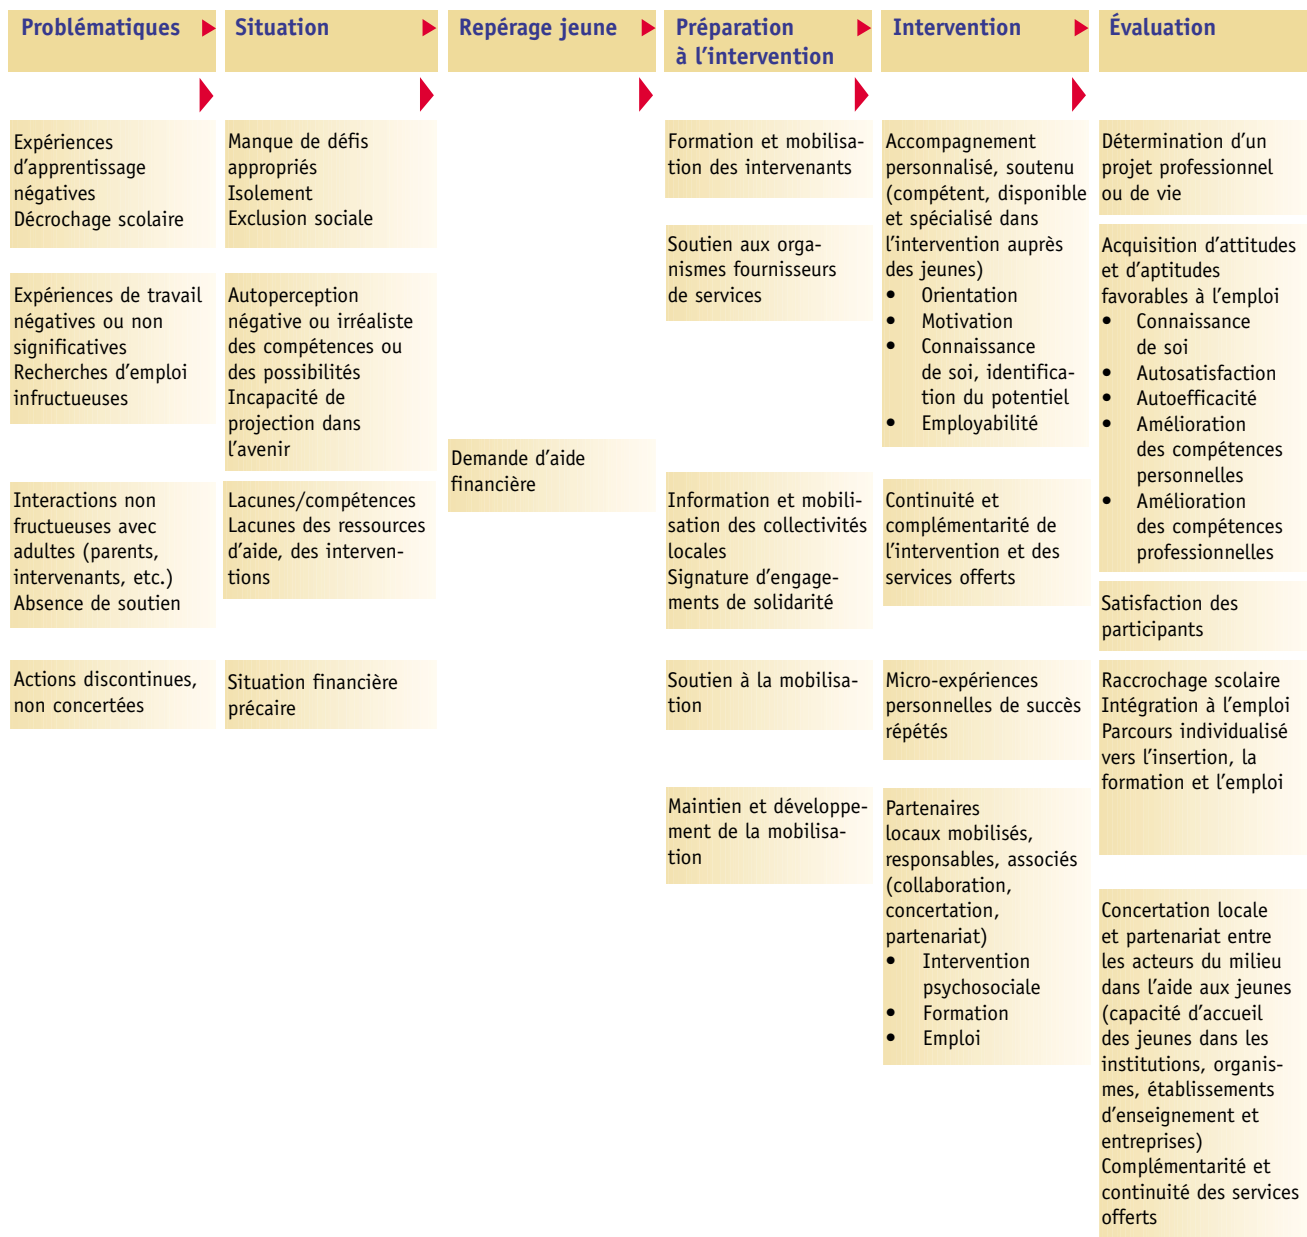 Problématiques
Situation
Repérage jeune
Préparation
à l'intervention
Intervention
Évaluation
Expériences
d'apprentissage
négatives
Décrochage scolaire
Expériences de travail
négatives ou non
significatives
Recherches d'emploi
infructueuses
Interactions non
fructueuses avec
adultes (parents,
intervenants, etc.)
Absence de soutien
Actions discontinues,
non concertées
Manque de défis
appropriés
Isolement
Exclusion sociale
Autoperception
négative ou irréaliste
des compétences ou
des possibilités
Incapacité de
projection dans
l'avenir
Lacunes/compétences
Lacunes des ressources
d'aide, des interven-
tions
Situation financière
précaire
Demande d'aide
financière
Formation et mobilisa-
tion des intervenants
Soutien aux orga-
nismes fournisseurs
de services
Information et mobili-
sation des collectivités
locales
Signature d'engage-
ments de solidarité
Soutien à la mobilisa-
tion
Maintien et développe-
ment de la mobilisa-
tion
Accompagnement
personnalisé, soutenu
(compétent, disponible
et spécialisé dans
l'intervention auprès
des jeunes)
• Orientation
• Motivation
• Connaissance
de soi, identifica-
tion du potentiel
• Employabilité
Continuité et
complémentarité de
l'intervention et des
services offerts
Micro-expériences
personnelles de succès
répétés
Partenaires
locaux mobilisés,
responsables, associés
(collaboration,
concertation,
partenariat)
• Intervention
psychosociale
• Formation
• Emploi
Détermination d'un
projet professionnel
ou de vie
Acquisition d'attitudes
et d'aptitudes
favorables à l'emploi
• Connaissance
de soi
• Autosatisfaction
• Autoefficacité
• Amélioration
des compétences
personnelles
• Amélioration
des compétences
professionnelles
Satisfaction des
participants
Raccrochage scolaire
Intégration à l'emploi
Parcours individualisé
vers l'insertion, la
formation et l'emploi
Concertation locale
et partenariat entre
les acteurs du milieu
dans l'aide aux jeunes
(capacité d'accueil
des jeunes dans les
institutions, organis-
mes, établissements
d'enseignement et
entreprises)
Complémentarité et
continuité des services
offerts